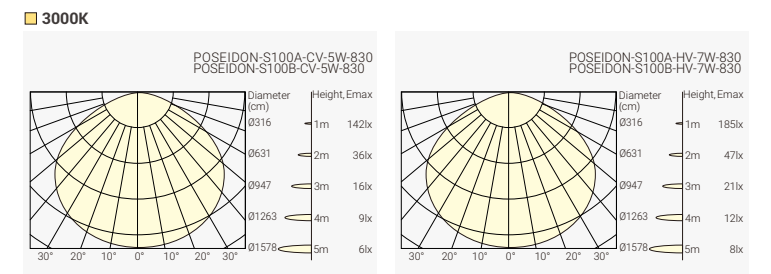 3000K
POSEIDON-S100A-CV-5W-830
POSEIDON-S100B-CV-5W-830
Diameter (cm) Height, Emax
Ø316 1m 142lx
Ø631 2m 36lx
Ø947 3m 16lx
Ø1263 4m 9lx
Ø1578 5m 6lx
30° 20° 10° 0° 10° 20° 30°
POSEIDON-S100A-HV-7W-830
POSEIDON-S100B-HV-7W-830
Diameter (cm) Height, Emax
Ø316 1m 185lx
Ø631 2m 47lx
Ø947 3m 21lx
Ø1263 4m 12lx
Ø1578 5m 8lx
30° 20° 10° 0° 10° 20° 30°